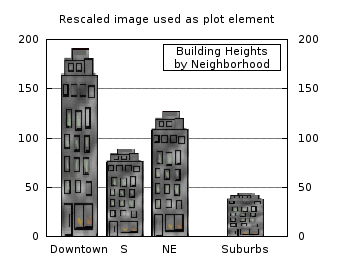 Rescaled image used as plot element
Building Heights
by Neighborhood
200 200
150 150
100 100
50 50
0 0
Downtown S NE Suburbs